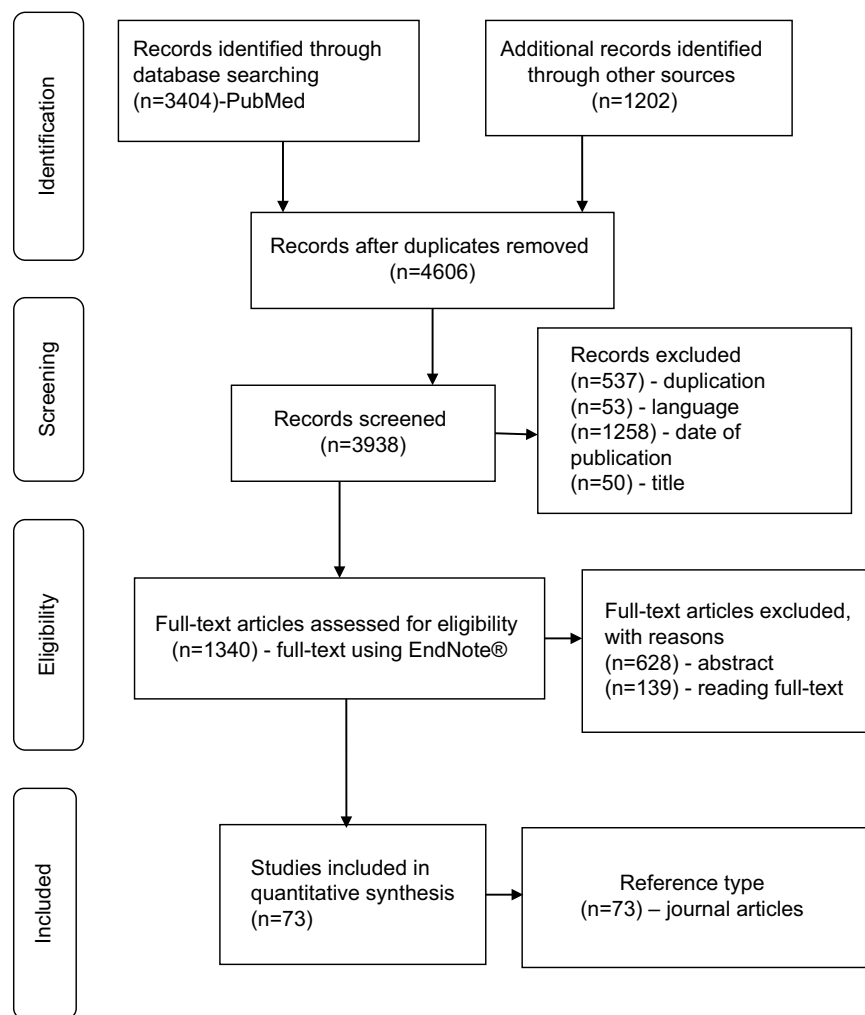 Identification
Records identified through
database searching
(n=3404)-PubMed
Additional records identified
through other sources
(n=1202)
Records after duplicates removed
(n=4606)
Screening
Records screened
(n=3938)
Records excluded
(n=537) - duplication
(n=53) - language
(n=1258) - date of
publication
(n=50) - title
Eligibility
Full-text articles assessed for eligibility
(n=1340) - full-text using EndNote®
Full-text articles excluded,
with reasons
(n=628) - abstract
(n=139) - reading full-text
Included
Studies included in
quantitative synthesis
(n=73)
Reference type
(n=73) – journal articles